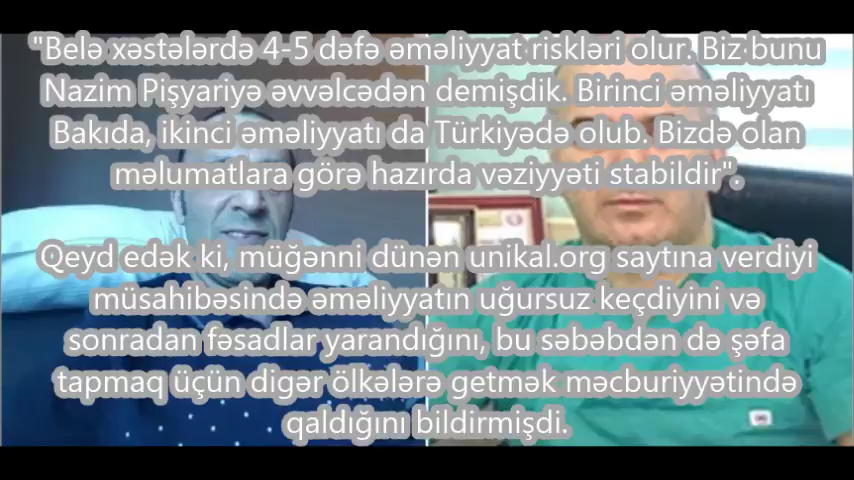 "Belə xəstələrdə 4-5 dəfə əməliyyat riskləri olur. Biz bunu
Nazim Pişyariyə əvvəlcədən demişdik. Birinci əməliyyatı
Bakıda, ikinci əməliyyatı da Türkiyədə olub. Bizdə olan
məlumatlara görə hazırda vəziyyəti stabildir".
Qeyd edək ki, müğənni dünən unikal.org saytına verdiyi
müsahibəsində əməliyyatın uğursuz keçdiyini və
sonradan fəsadlar yarandığını, bu səbəbdən də şəfa
tapmaq üçün digər ölkələrə getmək məcburiyyətində
qaldığını bildirmişdi.